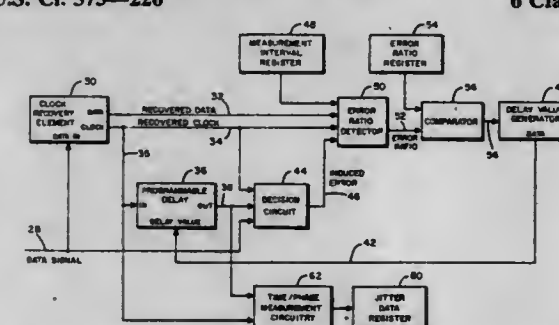 U.S. Cl. 375—226
6 Cla
48
MEASUREMENT
INTERVAL
REGISTER
54
ERROR
RATIO
REGISTER
30
CLOCK
RECOVERY
ELEMENT
DATA
CLOCK
DATA IN
32
RECOVERED DATA
RECOVERED CLOCK
34
50
ERROR
RATIO
DETECTOR
52
ERROR
RATIO
56
COMPARATOR
56
4
DELAY VALUE
GENERATOR
DATA
35
36
PROGRAMMABLE
DELAY
IN
OUT
DELAY VALUE
38
44
DECISION
CIRCUIT
INDUCED
ERROR
46
28
DATA SIGNAL
42
62
TIME/PHASE
MEASUREMENT
CIRCUITRY
60
JITTER
DATA
REGISTER